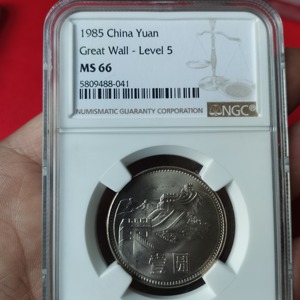 1985 China Yuan
Great Wall - Level 5
MS 66
5809488-041
NUMISMATIC GUARANTY CORPORATION
NGC
壹圆